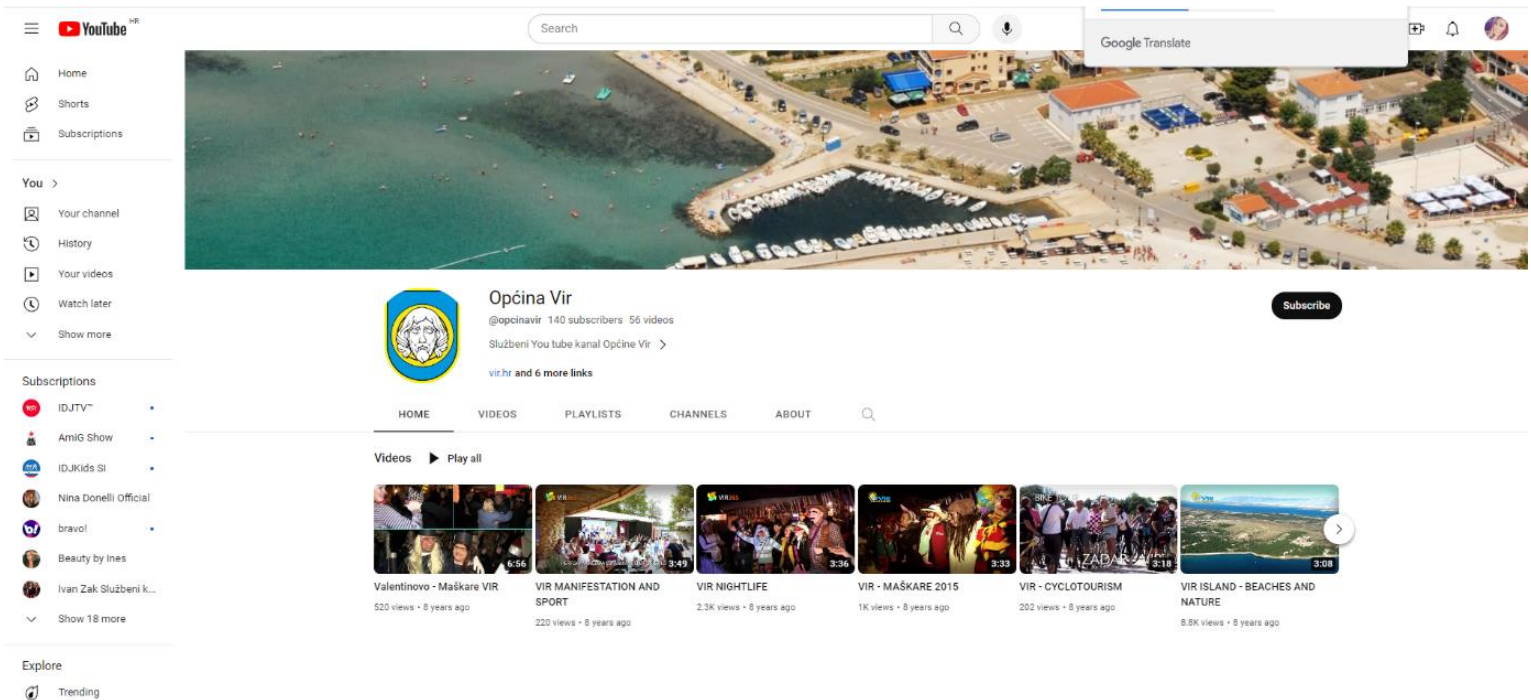 YouTube HR
Search
Google Translate
Home
Shorts
Subscriptions
You
Your channel
History
Your videos
Watch later
Show more
Subscriptions
IDJTV™
AmiG Show
IDJKids SI
Nina Donelli Official
bravo!
Beauty by Ines
Ivan Zak Službeni k...
Show 18 more
Explore
Trending
Općina Vir
@opcinavir 140 subscribers 56 videos
Službeni You tube kanal Općine Vir
vir.hr and 6 more links
Subscribe
HOME VIDEOS PLAYLISTS CHANNELS ABOUT
Videos Play all
6:56
VIR365
3:49
VIR365
3:36
3:33
BIKE
ZADAR
3:18
3:08
Valentinovo - Maškare VIR
520 views • 8 years ago
VIR MANIFESTATION AND
SPORT
220 views • 8 years ago
VIR NIGHTLIFE
2.3K views • 8 years ago
VIR - MAŠKARE 2015
1K views • 8 years ago
VIR - CYCLOTOURISM
202 views • 8 years ago
VIR ISLAND - BEACHES AND
NATURE
8.8K views • 8 years ago